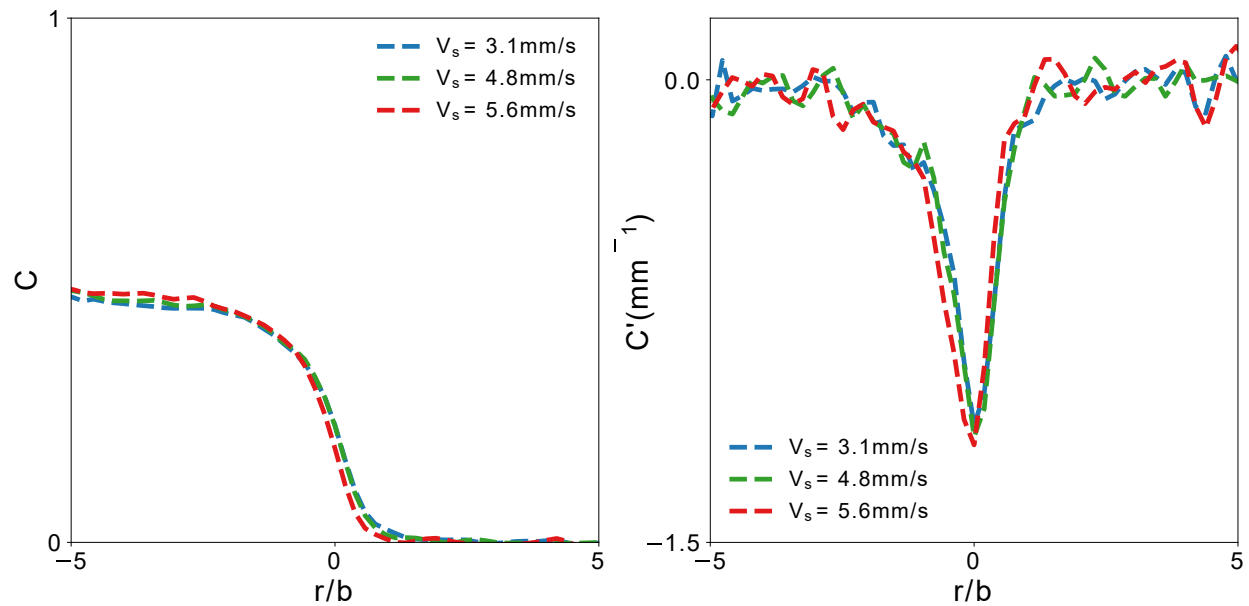 1
V_s = 3.1mm/s
V_s = 4.8mm/s
V_s = 5.6mm/s
C
0
−5
0
5
r/b
0.0
C'(mm⁻¹)
V_s = 3.1mm/s
V_s = 4.8mm/s
V_s = 5.6mm/s
−1.5
−5
0
5
r/b